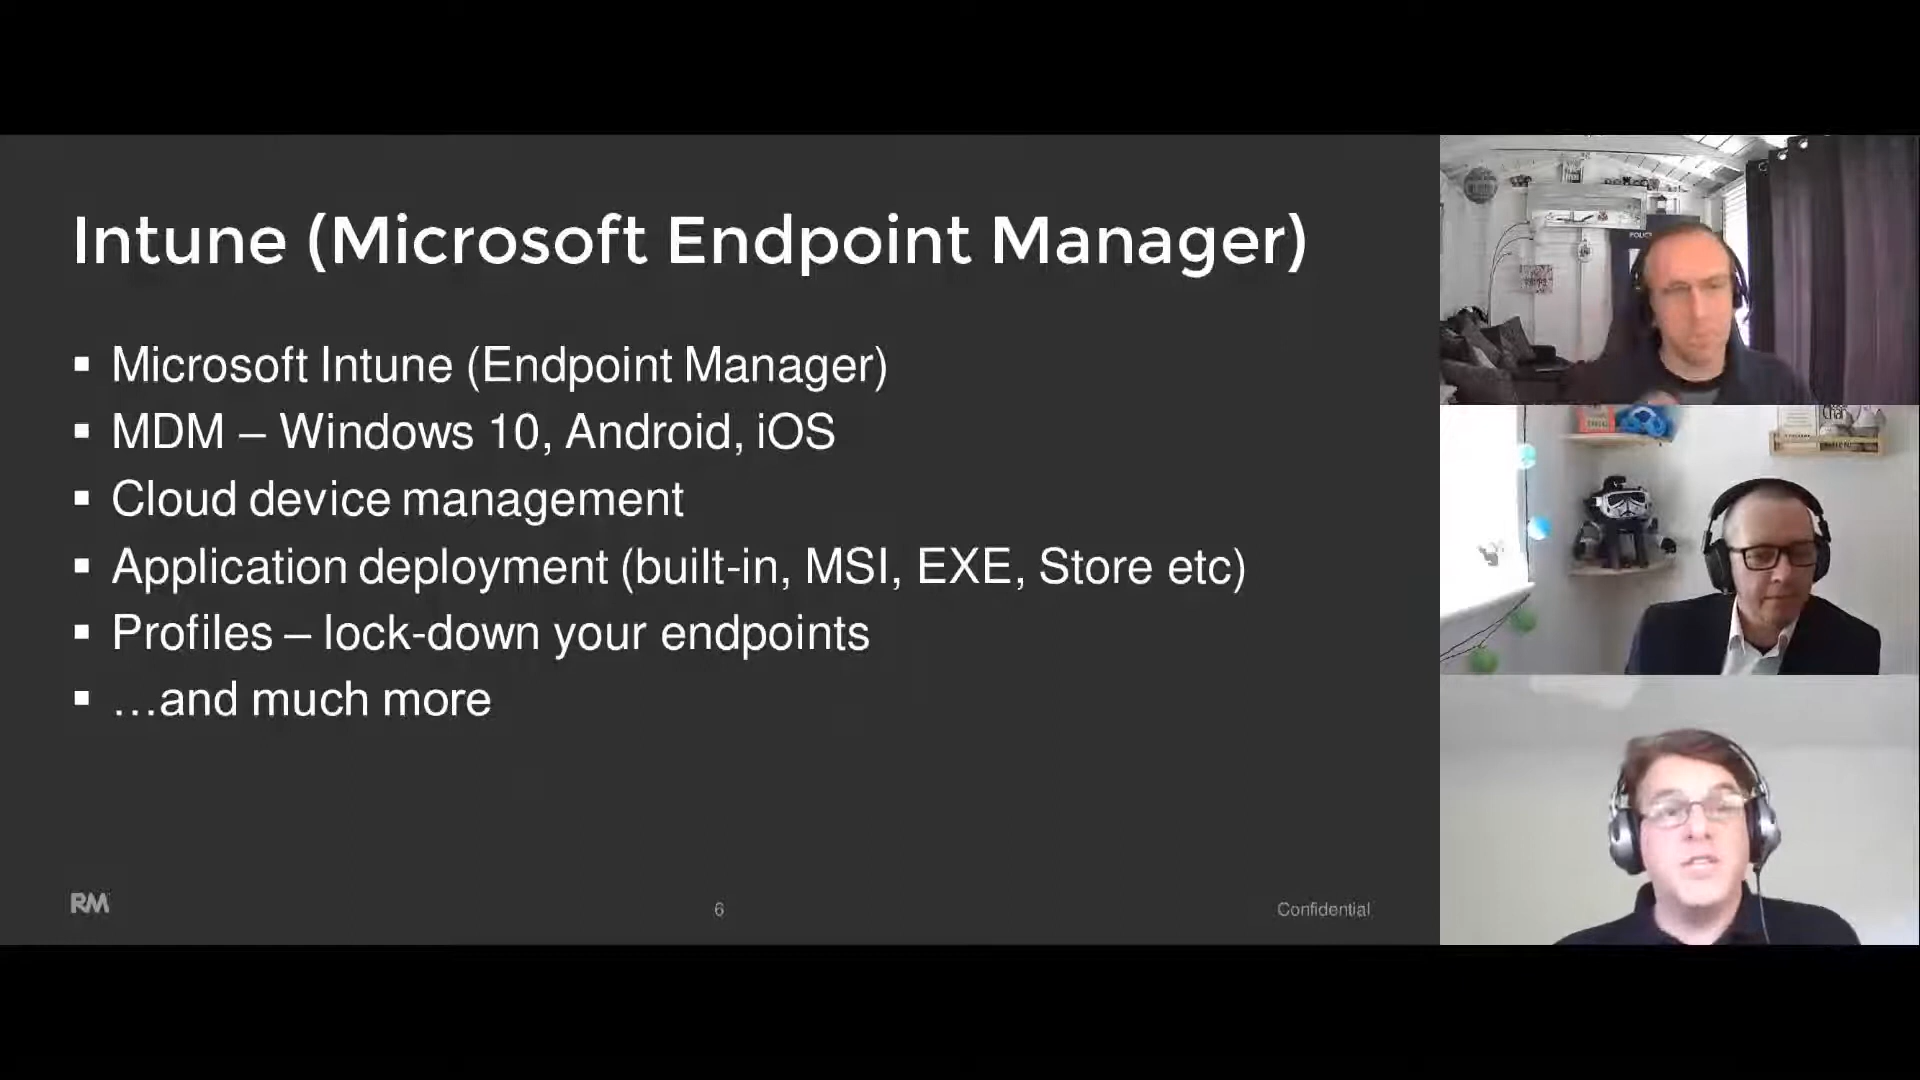 Intune (Microsoft Endpoint Manager)
▪ Microsoft Intune (Endpoint Manager)
▪ MDM – Windows 10, Android, iOS
▪ Cloud device management
▪ Application deployment (built-in, MSI, EXE, Store etc)
▪ Profiles – lock-down your endpoints
▪ …and much more
RM
6
Confidential